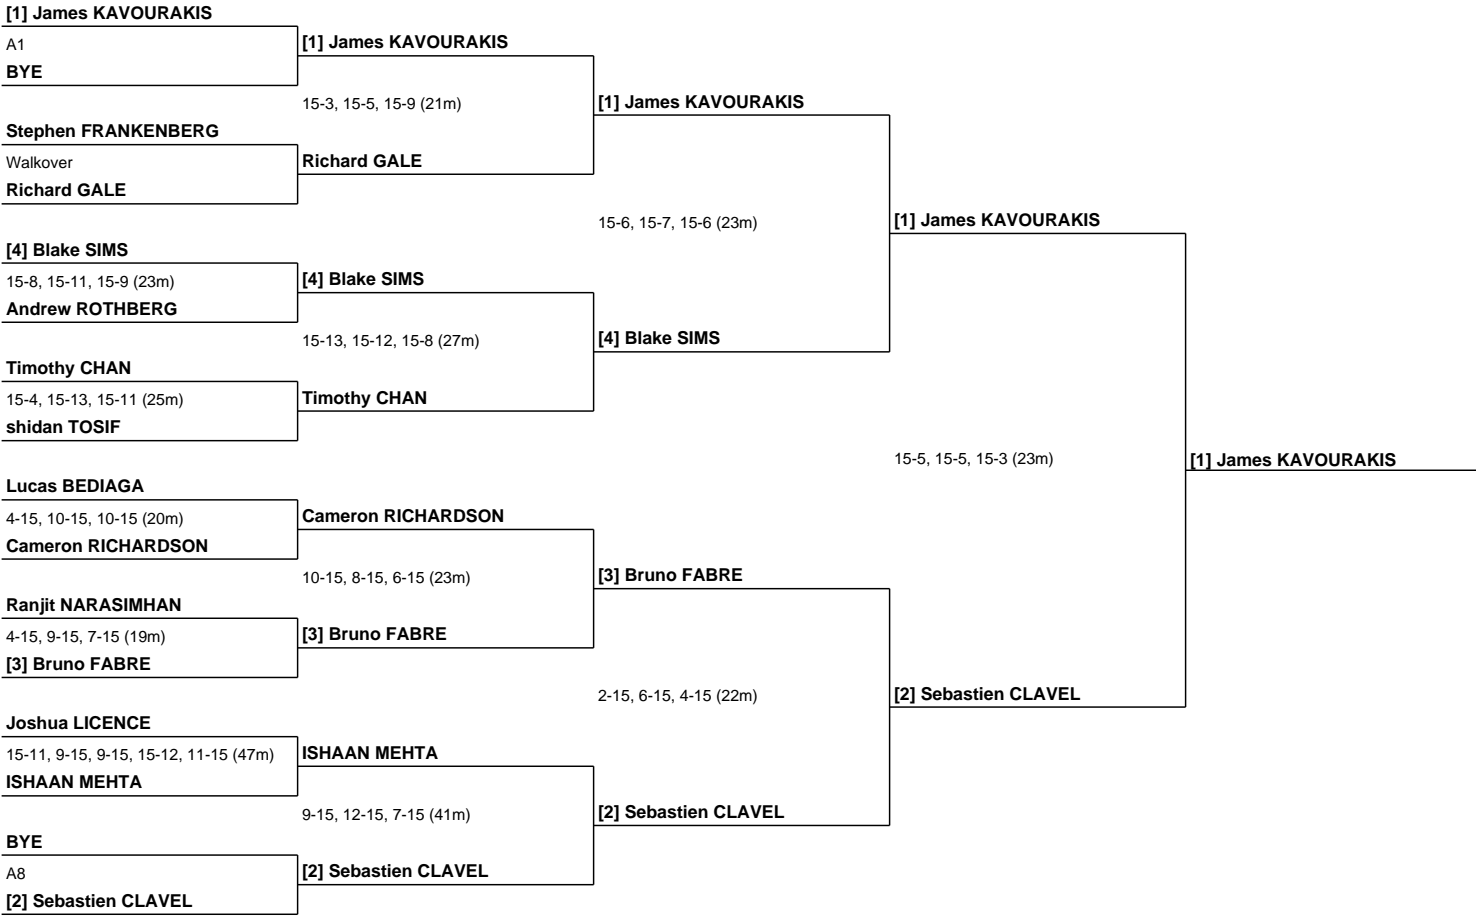 [1] James KAVOURAKIS
A1
BYE
Stephen FRANKENBERG
Walkover
Richard GALE
[4] Blake SIMS
15-8, 15-11, 15-9 (23m)
Andrew ROTHBERG
Timothy CHAN
15-4, 15-13, 15-11 (25m)
shidan TOSIF
Lucas BEDIAGA
4-15, 10-15, 10-15 (20m)
Cameron RICHARDSON
Ranjit NARASIMHAN
4-15, 9-15, 7-15 (19m)
[3] Bruno FABRE
Joshua LICENCE
15-11, 9-15, 9-15, 15-12, 11-15 (47m)
ISHAAN MEHTA
BYE
A8
[2] Sebastien CLAVEL
[1] James KAVOURAKIS
15-3, 15-5, 15-9 (21m)
Richard GALE
[4] Blake SIMS
15-13, 15-12, 15-8 (27m)
Timothy CHAN
Cameron RICHARDSON
10-15, 8-15, 6-15 (23m)
[3] Bruno FABRE
ISHAAN MEHTA
9-15, 12-15, 7-15 (41m)
[2] Sebastien CLAVEL
[1] James KAVOURAKIS
15-6, 15-7, 15-6 (23m)
[4] Blake SIMS
[3] Bruno FABRE
2-15, 6-15, 4-15 (22m)
[2] Sebastien CLAVEL
[1] James KAVOURAKIS
15-5, 15-5, 15-3 (23m)
[2] Sebastien CLAVEL
[1] James KAVOURAKIS